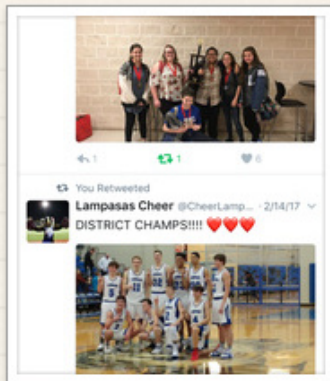 1 1 6
You Retweeted
Lampasas Cheer @CheerLamp... · 2/14/17
DISTRICT CHAMPS!!!! ❤❤❤